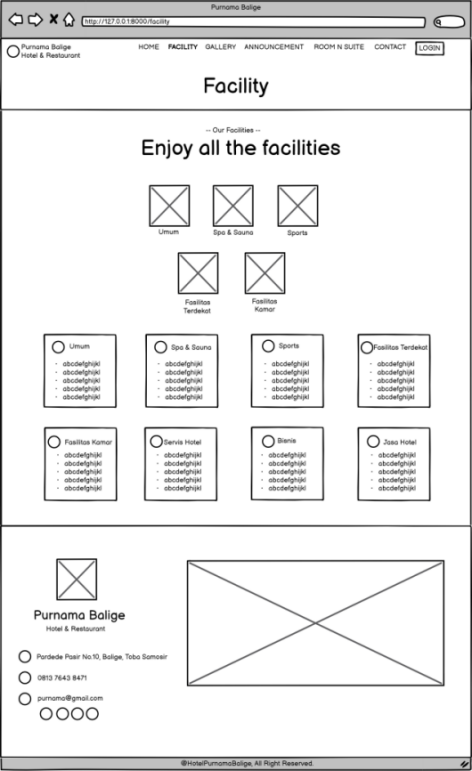 Purnama Balige
http://127.0.0.1:8000/facility
Purnama Balige
Hotel & Restaurant
HOME FACILITY GALLERY ANNOUNCEMENT ROOM N SUITE CONTACT LOGIN
Facility
-- Our Facilities --
Enjoy all the facilities
Umum Spa & Sauna Sports
Fasilitas Terdekat
Fasilitas Kamar
Umum
abcdefghijkl
abcdefghijkl
abcdefghijkl
abcdefghijkl
abcdefghijkl
Spa & Sauna
abcdefghijkl
abcdefghijkl
abcdefghijkl
abcdefghijkl
abcdefghijkl
Sports
abcdefghijkl
abcdefghijkl
abcdefghijkl
abcdefghijkl
abcdefghijkl
Fasilitas Terdekat
abcdefghijkl
abcdefghijkl
abcdefghijkl
abcdefghijkl
abcdefghijkl
Fasilitas Kamar
abcdefghijkl
abcdefghijkl
abcdefghijkl
abcdefghijkl
Servis Hotel
abcdefghijkl
abcdefghijkl
abcdefghijkl
abcdefghijkl
abcdefghijkl
Bisnis
abcdefghijkl
abcdefghijkl
abcdefghijkl
abcdefghijkl
abcdefghijkl
Jasa Hotel
abcdefghijkl
abcdefghijkl
abcdefghijkl
abcdefghijkl
abcdefghijkl
Purnama Balige
Hotel & Restaurant
Pardede Pasir No.10, Balige, Toba Samosir
0813 7643 8471
purnama@gmail.com
@HotelPurnamaBalige, All Right Reserved.